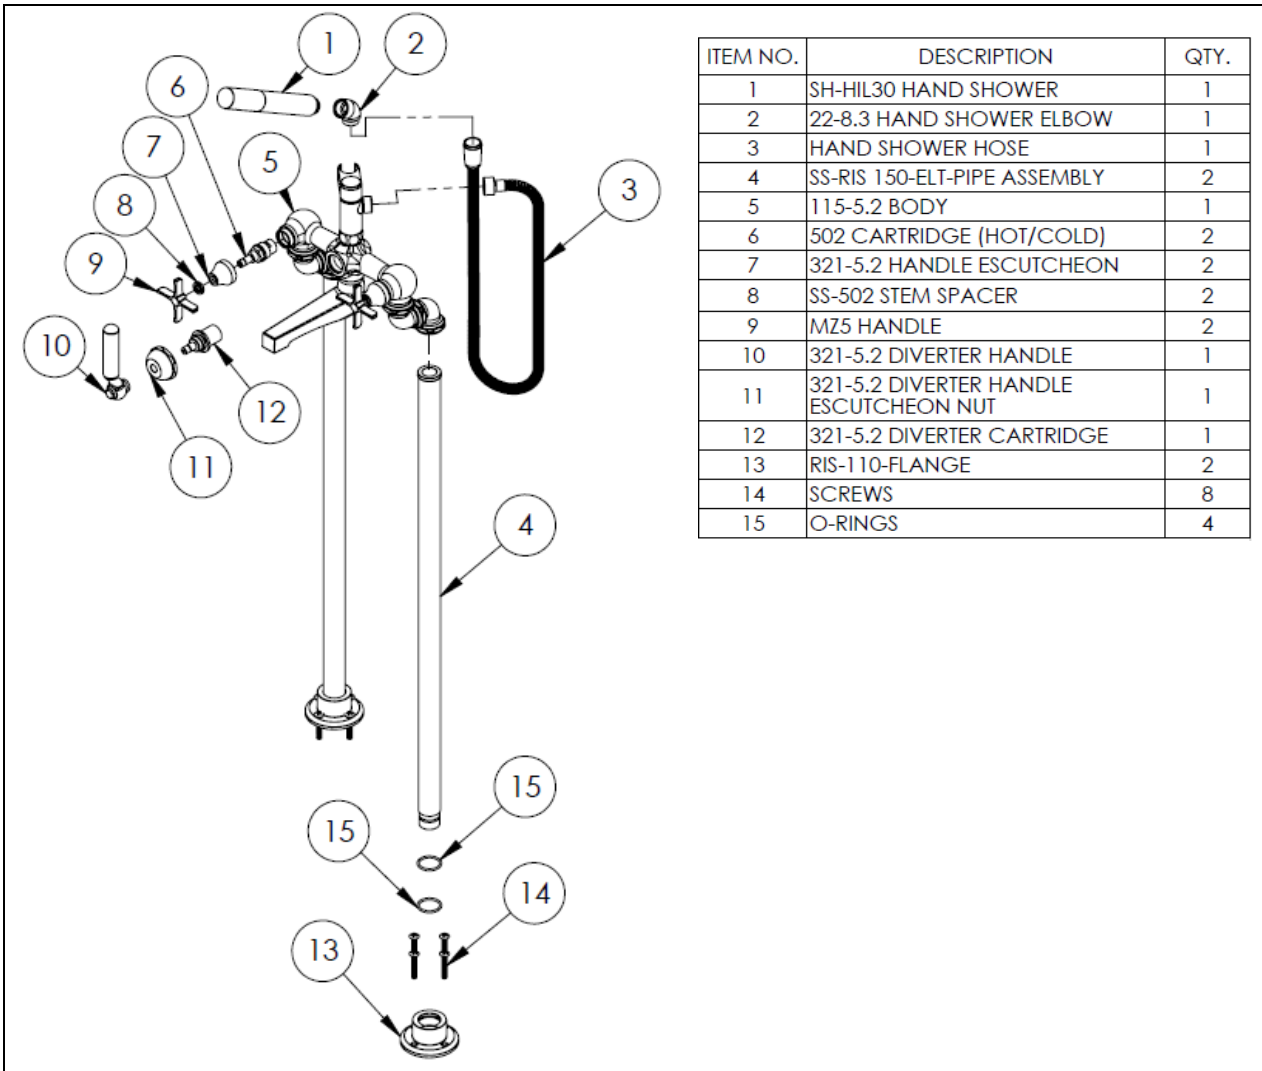 1
2
6
7
5
8
3
9
10
12
11
4
15
15
14
13
ITEM NO. DESCRIPTION QTY.
1 SH-HIL30 HAND SHOWER 1
2 22-8.3 HAND SHOWER ELBOW 1
3 HAND SHOWER HOSE 1
4 SS-RIS 150-ELT-PIPE ASSEMBLY 2
5 115-5.2 BODY 1
6 502 CARTRIDGE (HOT/COLD) 2
7 321-5.2 HANDLE ESCUTCHEON 2
8 SS-502 STEM SPACER 2
9 MZ5 HANDLE 2
10 321-5.2 DIVERTER HANDLE 1
11 321-5.2 DIVERTER HANDLE
ESCUTCHEON NUT 1
12 321-5.2 DIVERTER CARTRIDGE 1
13 RIS-110-FLANGE 2
14 SCREWS 8
15 O-RINGS 4